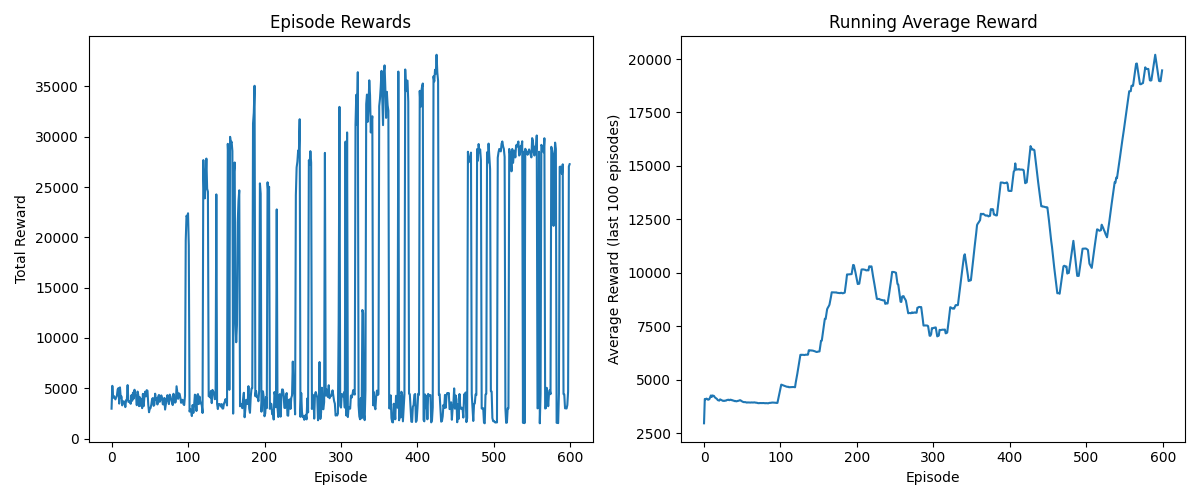 Episode Rewards
Total Reward
35000
30000
25000
20000
15000
10000
5000
0
0 100 200 300 400 500 600
Episode
Running Average Reward
Average Reward (last 100 episodes)
20000
17500
15000
12500
10000
7500
5000
2500
0 100 200 300 400 500 600
Episode